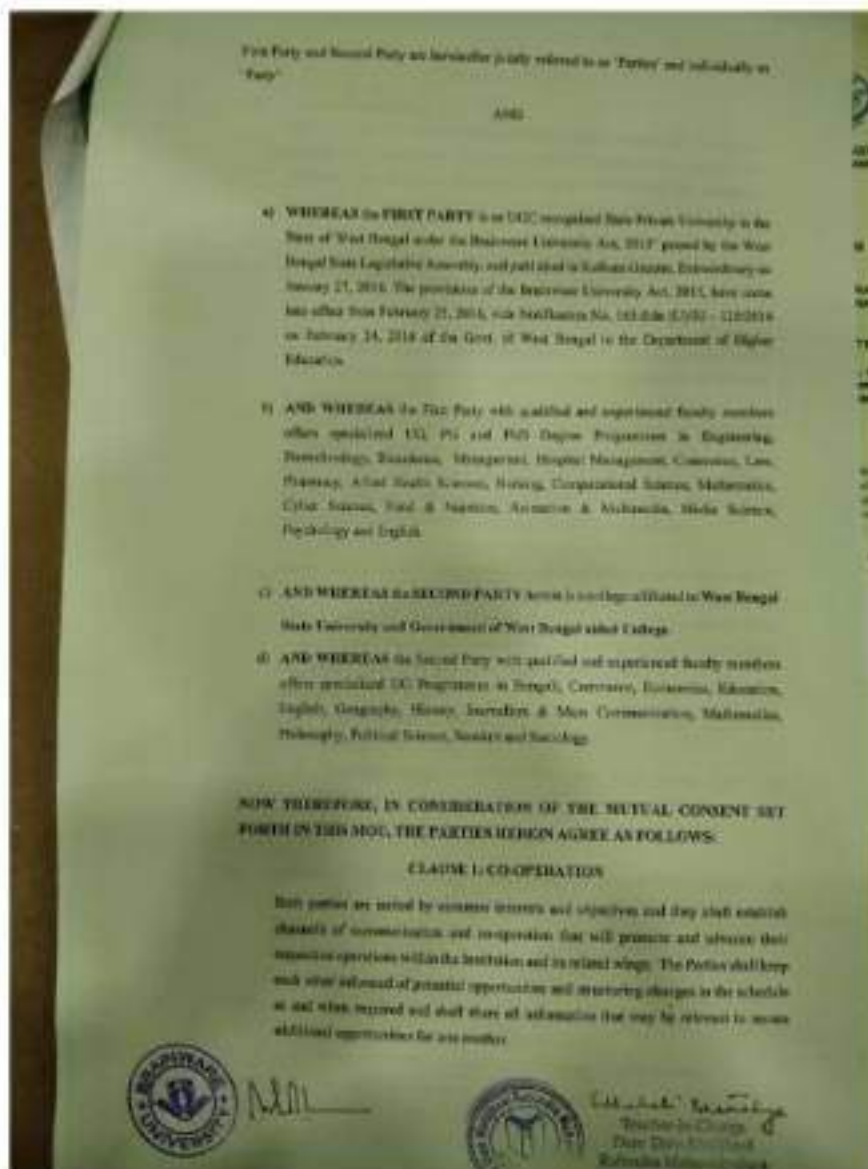 First Party and Second Party are hereinafter jointly referred to as 'Parties' and individually as
'Party'
AND
a) WHEREAS the FIRST PARTY is an UGC recognized State Private University in the
State of West Bengal under the Brainware University Act, 2015' passed by the West
Bengal State Legislative Assembly, and published in Kolkata Gazette, Extraordinary on
January 27, 2016. The provisions of the Brainware University Act, 2015, have come
into effect from February 25, 2016, vide Notification No.
on February 24, 2016 of the Govt. of West Bengal in the Department of Higher
Education.
b) AND WHEREAS the First Party with qualified and experienced faculty members
offers specialized UG, PG and PhD Degree Programmes in Engineering,
Biotechnology, Management, Hospital Management, Commerce, Law,
Pharmacy, Allied Health Sciences, Nursing, Computational Science, Mathematics,
Cyber Science, Food & Nutrition, Animation & Multimedia, Media Science,
Psychology and English.
c) AND WHEREAS the SECOND PARTY herein is a college affiliated to West Bengal
State University and Government of West Bengal aided College.
d) AND WHEREAS the Second Party with qualified and experienced faculty members
offers specialized UG Programmes in Bengali, Commerce, Economics, Education,
English, Geography, History, Journalism & Mass Communication, Mathematics,
Philosophy, Political Science, Sanskrit and Sociology.
NOW THEREFORE, IN CONSIDERATION OF THE MUTUAL CONSENT SET
FORTH IN THIS MOU, THE PARTIES HEREIN AGREE AS FOLLOWS:
CLAUSE 1: CO-OPERATION
Both parties are united by common interests and objectives and they shall establish
channels of communication and co-operation that will promote and advance their
respective operations within the Institution and its related wings. The Parties shall keep
each other informed of potential opportunities and structuring changes in the schedule
as and when required and shall share all information that may be relevant to secure
additional opportunities for one another.
BRAINWARE UNIVERSITY
Teacher-In-Charge
Dum Dum Motijheel